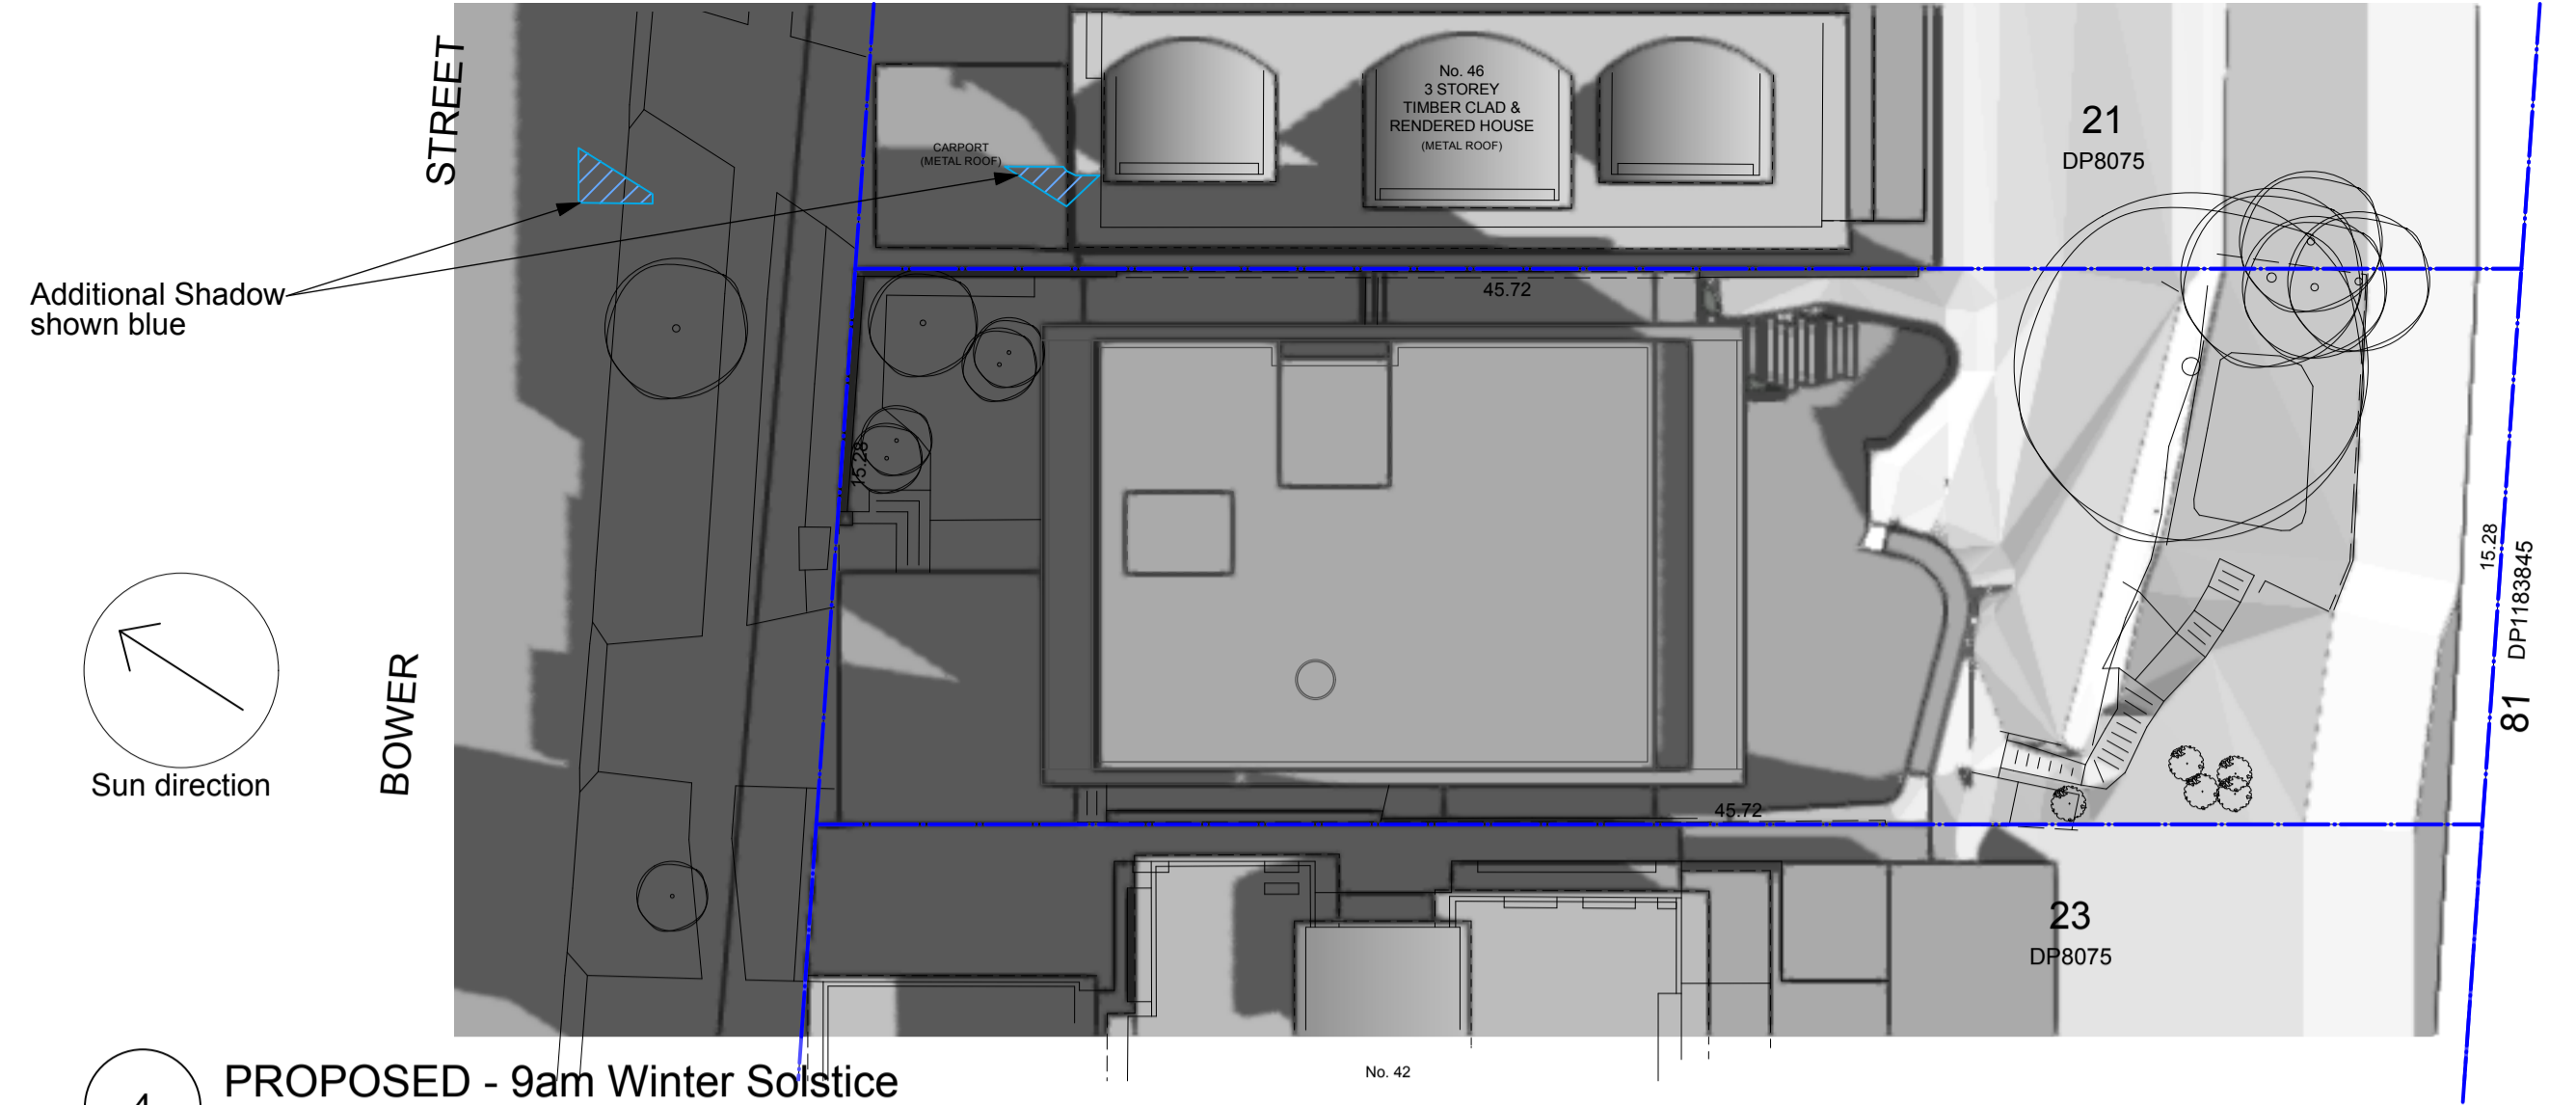 STREET
No. 46
3 STOREY
TIMBER CLAD &
RENDERED HOUSE
(METAL ROOF)
CARPORT
(METAL ROOF)
21
DP8075
Additional Shadow
shown blue
45.72
15.28
15.28
DP1183845
81
BOWER
Sun direction
45.72
23
DP8075
No. 42
4
PROPOSED - 9am Winter Solstice